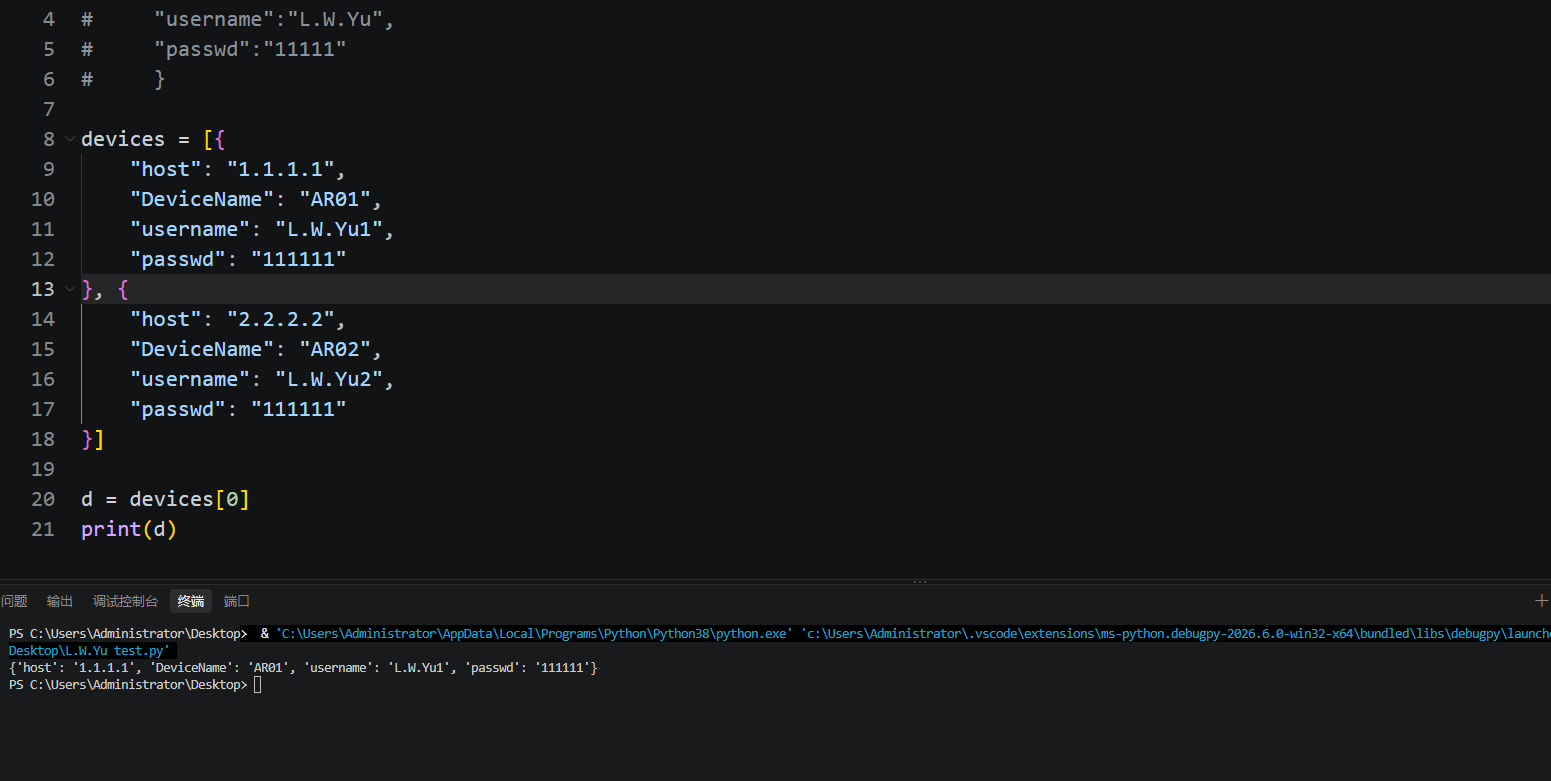 4 #     "username":"L.W.Yu",
5 #     "passwd":"11111"
6 #     }
7
8 devices = [{
9     "host": "1.1.1.1",
10     "DeviceName": "AR01",
11     "username": "L.W.Yu1",
12     "passwd": "111111"
13 }, {
14     "host": "2.2.2.2",
15     "DeviceName": "AR02",
16     "username": "L.W.Yu2",
17     "passwd": "111111"
18 }]
19
20 d = devices[0]
21 print(d)
问题 输出 调试控制台 终端 端口
PS C:\Users\Administrator\Desktop>  & 'C:\Users\Administrator\AppData\Local\Programs\Python\Python38\python.exe' 'c:\Users\Administrator\.vscode\extensions\ms-python.debugpy-2026.6.0-win32-x64\bundled\libs\debugpy\launche
Desktop\L.W.Yu test.py'
{'host': '1.1.1.1', 'DeviceName': 'AR01', 'username': 'L.W.Yu1', 'passwd': '111111'}
PS C:\Users\Administrator\Desktop>